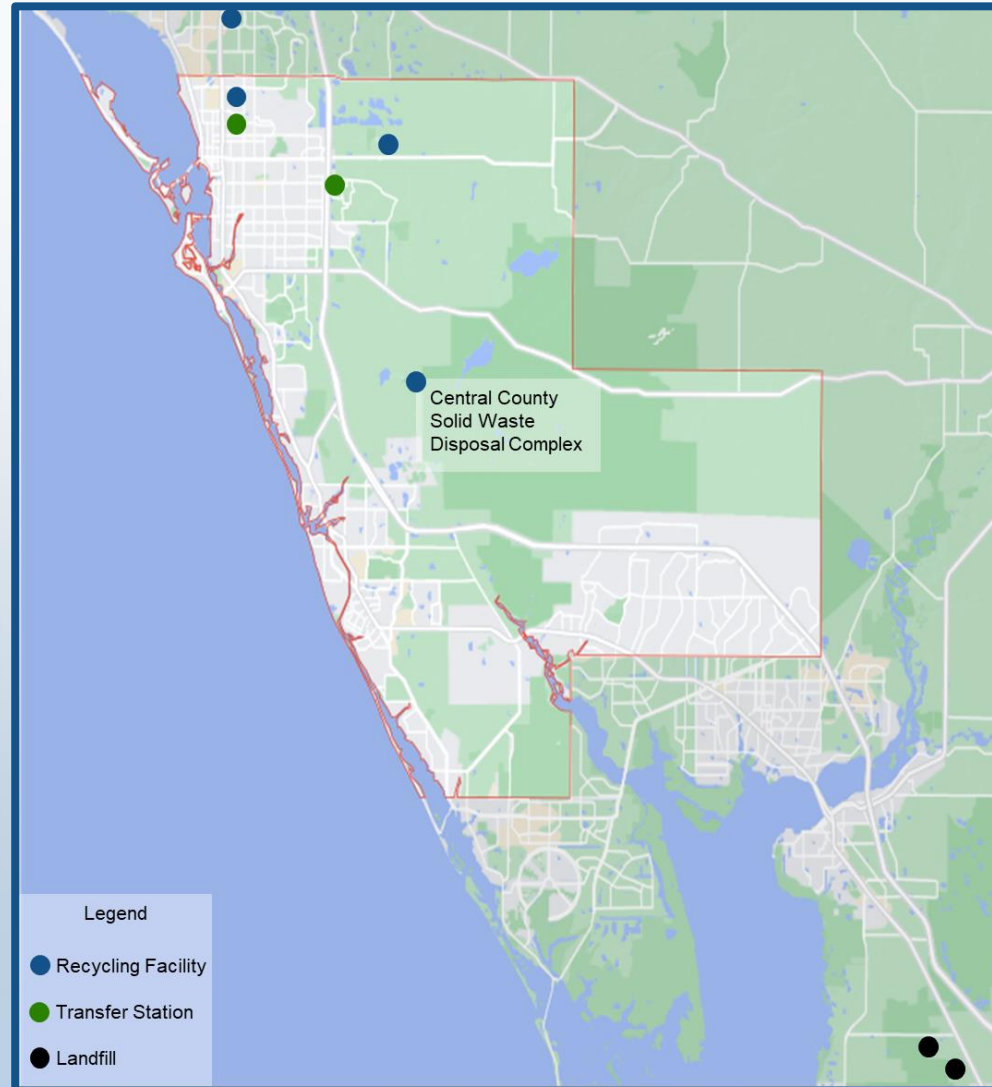 Central County
Solid Waste
Disposal Complex
Legend
Recycling Facility
Transfer Station
Landfill